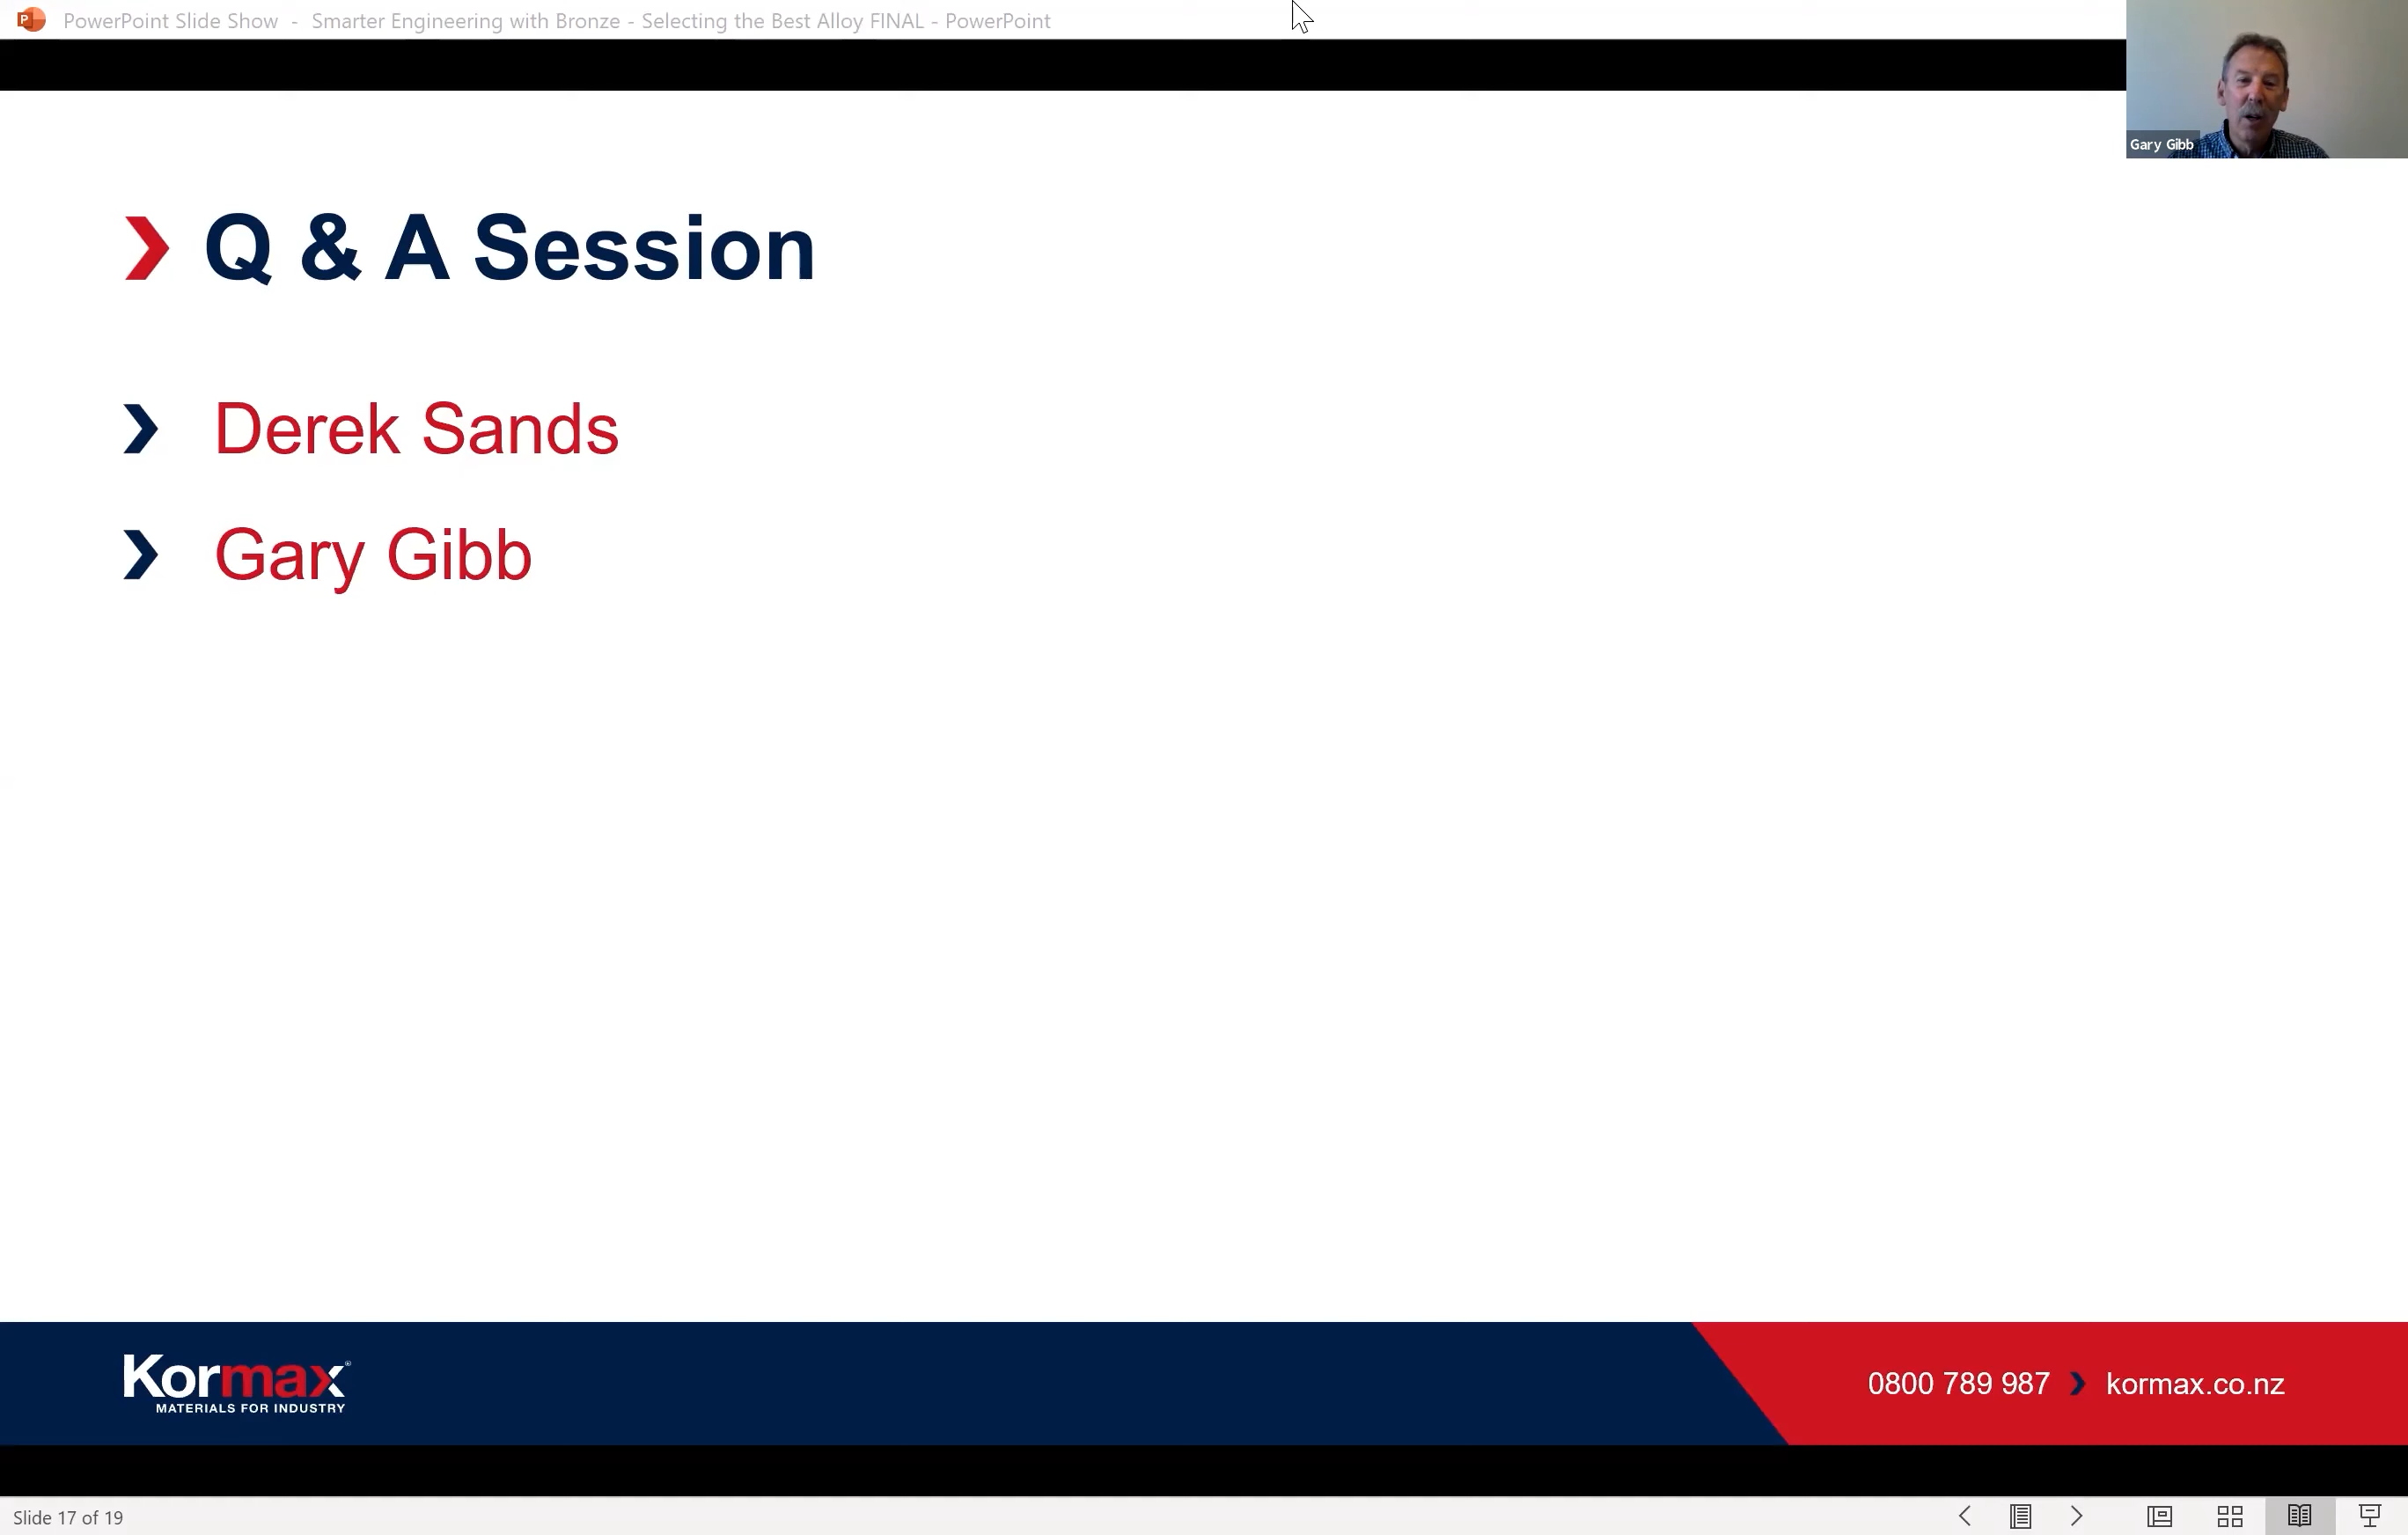 PowerPoint Slide Show - Smarter Engineering with Bronze - Selecting the Best Alloy FINAL - PowerPoint
Gary Gibb
Q & A Session
Derek Sands
Gary Gibb
Kormax®
MATERIALS FOR INDUSTRY
0800 789 987 kormax.co.nz
Slide 17 of 19